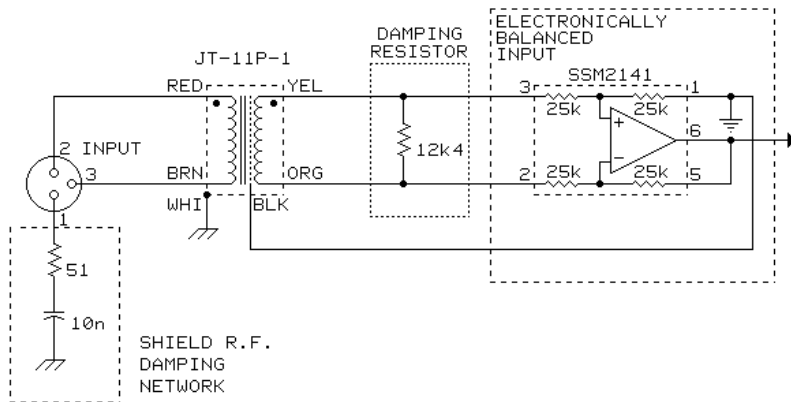 ELECTRONICALLY
BALANCED
INPUT
DAMPING
RESISTOR
JT-11P-1
SSM2141
RED
YEL
3
1
25k
25k
+
6
2 INPUT
12k4
3
BRN
ORG
-
2
25k
25k
5
WHI
BLK
1
51
10n
SHIELD R.F.
DAMPING
NETWORK